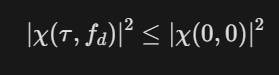 |χ(τ, f_d)|² ≤ |χ(0, 0)|²